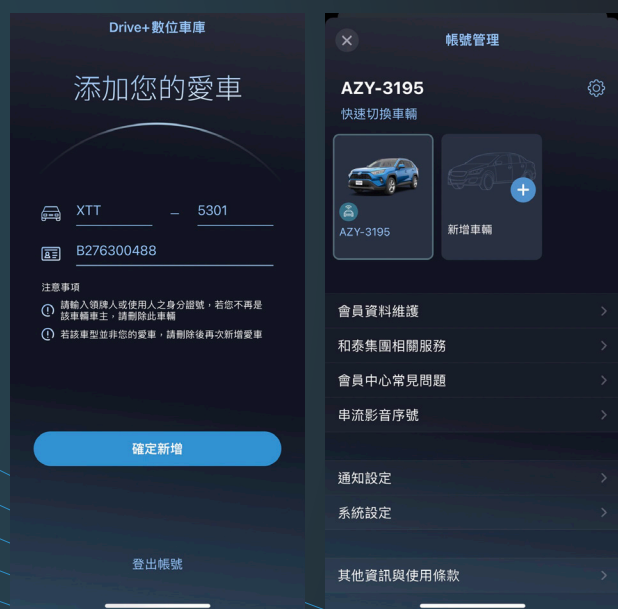 Drive+數位車庫
添加您的愛車
XTT – 5301
B276300488
注意事項
請輸入領牌人或使用人之身分證號，若您不再是
該車輛車主，請刪除此車輛
若該車型並非您的愛車，請刪除後再次新增愛車
確定新增
登出帳號
帳號管理
AZY-3195
快速切換車輛
AZY-3195
新增車輛
會員資料維護
和泰集團相關服務
會員中心常見問題
串流影音序號
通知設定
系統設定
其他資訊與使用條款